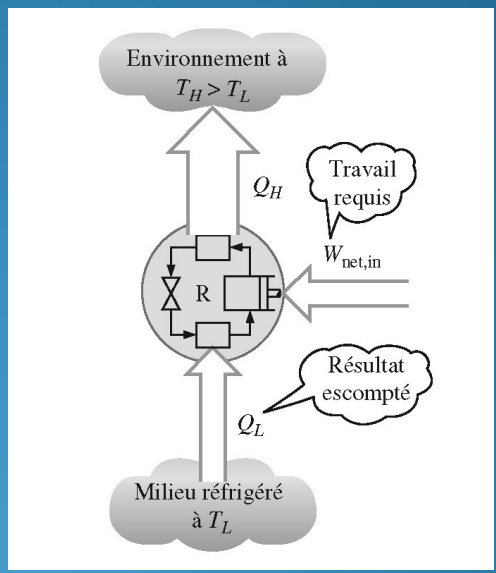 Environnement à
T_H > T_L
Q_H
Travail
requis
W_net,in
R
Résultat
escompté
Q_L
Milieu réfrigéré
à T_L